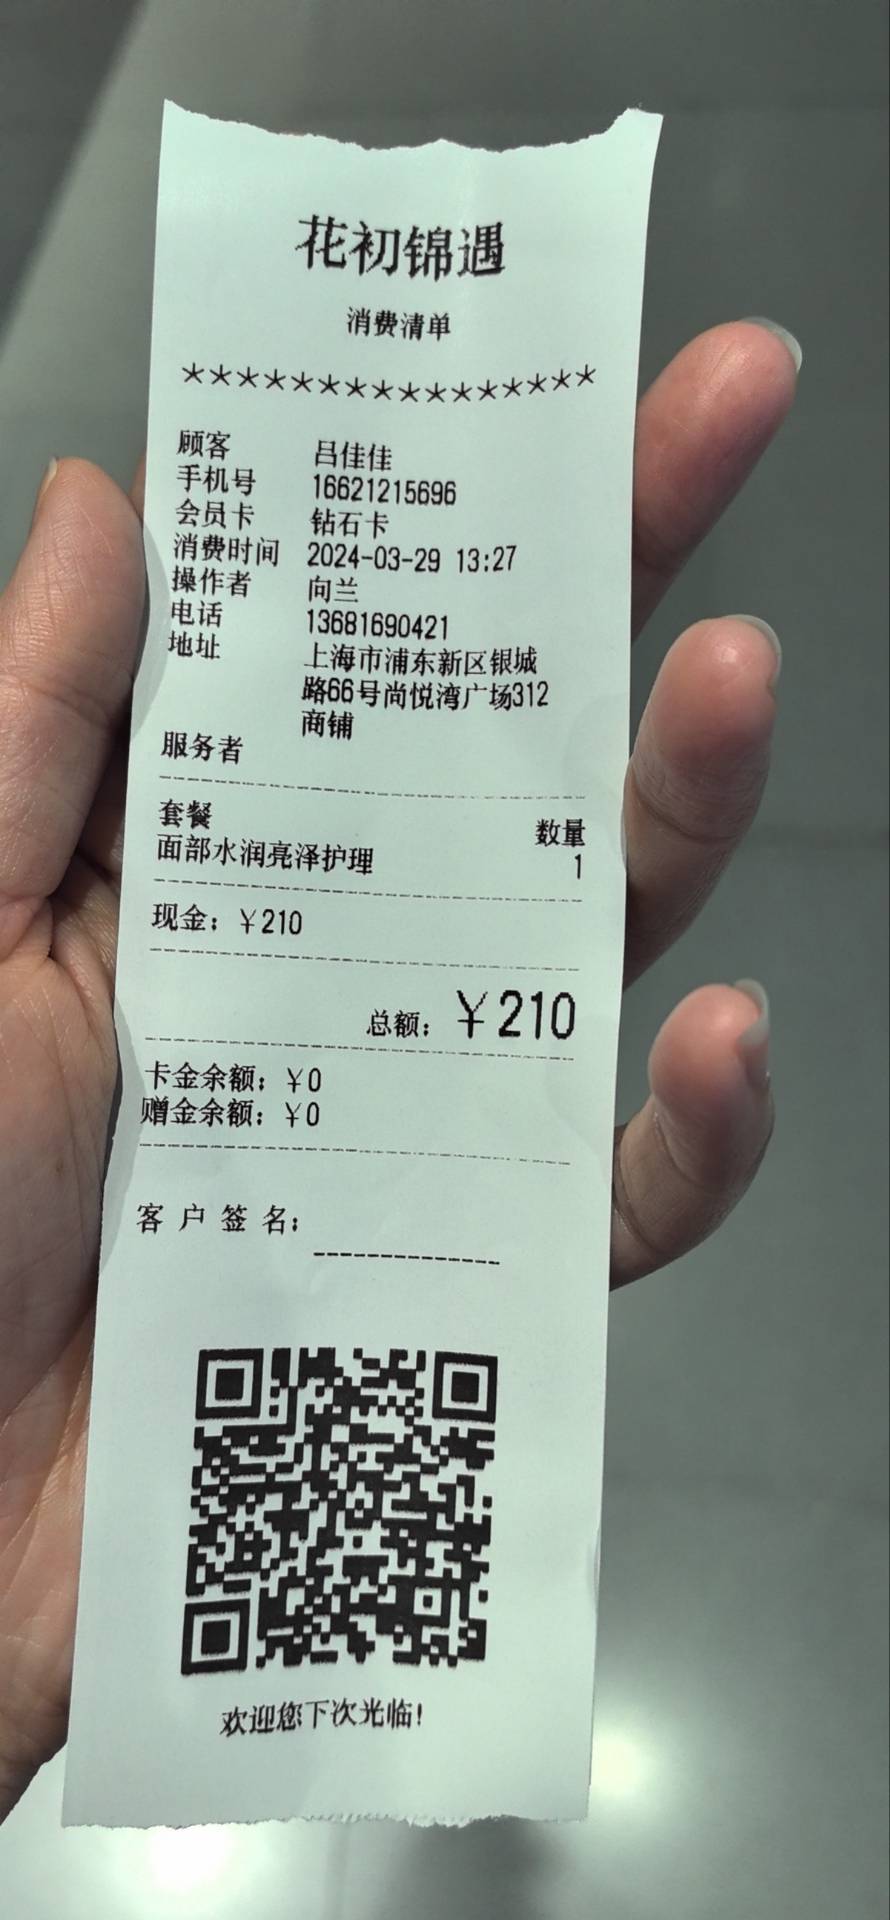 花初锦遇
消费清单
****************
顾客 吕佳佳
手机号 16621215696
会员卡 钻石卡
消费时间 2024-03-29 13:27
操作者 向兰
电话 13681690421
地址 上海市浦东新区银城
路66号尚悦湾广场312
商铺
服务者
套餐 数量
面部水润亮泽护理 1
现金：￥210
总额：￥210
卡金余额：￥0
赠金余额：￥0
客户签名：
欢迎您下次光临！